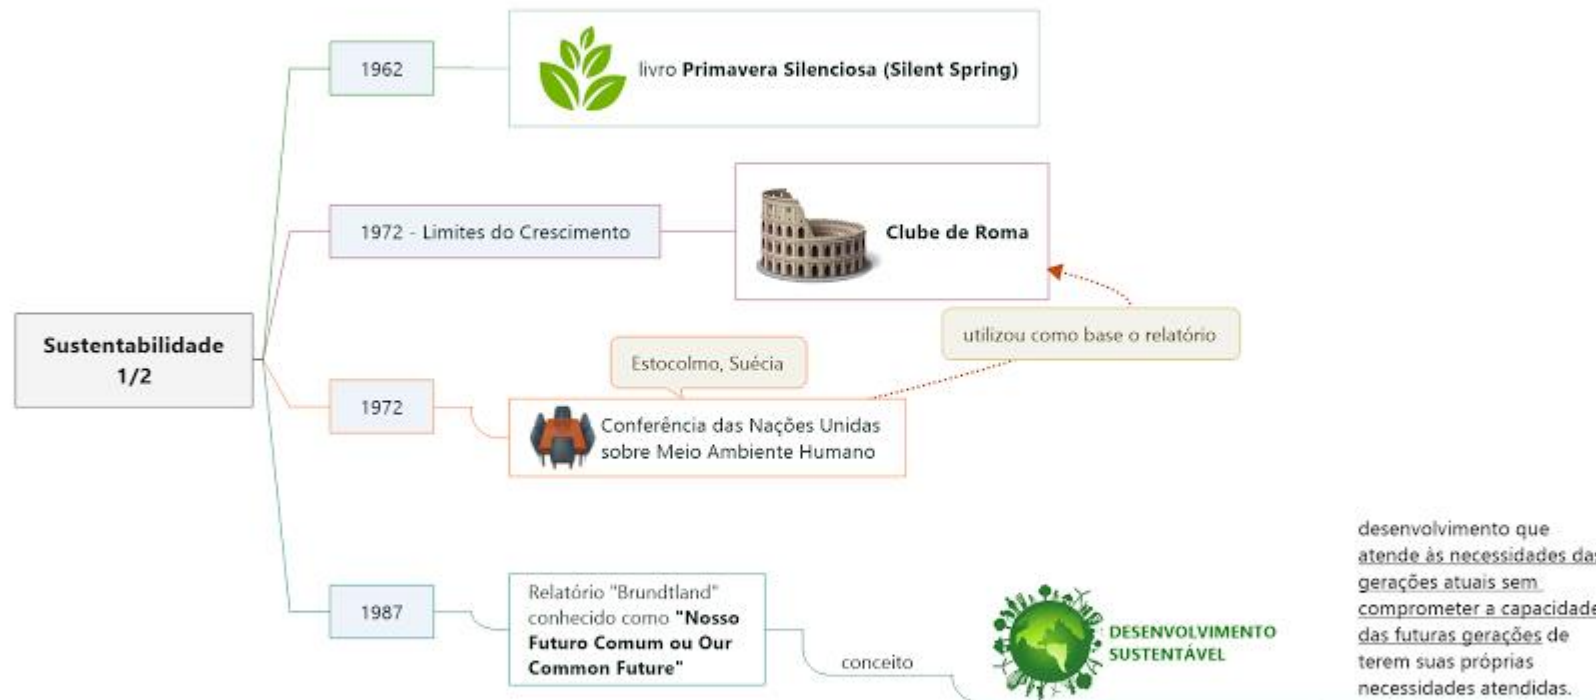 1962
livro Primavera Silenciosa (Silent Spring)
1972 - Limites do Crescimento
Clube de Roma
utilizou como base o relatório
Sustentabilidade
1/2
Estocolmo, Suécia
1972
Conferência das Nações Unidas
sobre Meio Ambiente Humano
1987
Relatório "Brundtland"
conhecido como "Nosso
Futuro Comum ou Our
Common Future"
conceito
DESENVOLVIMENTO
SUSTENTÁVEL
desenvolvimento que
atende às necessidades das
gerações atuais sem
comprometer a capacidade
das futuras gerações de
terem suas próprias
necessidades atendidas.